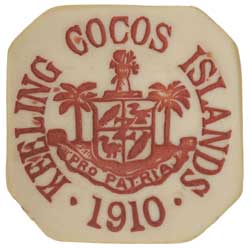 KEELING COCOS ISLANDS
PRO PATRIA
· 1910 ·